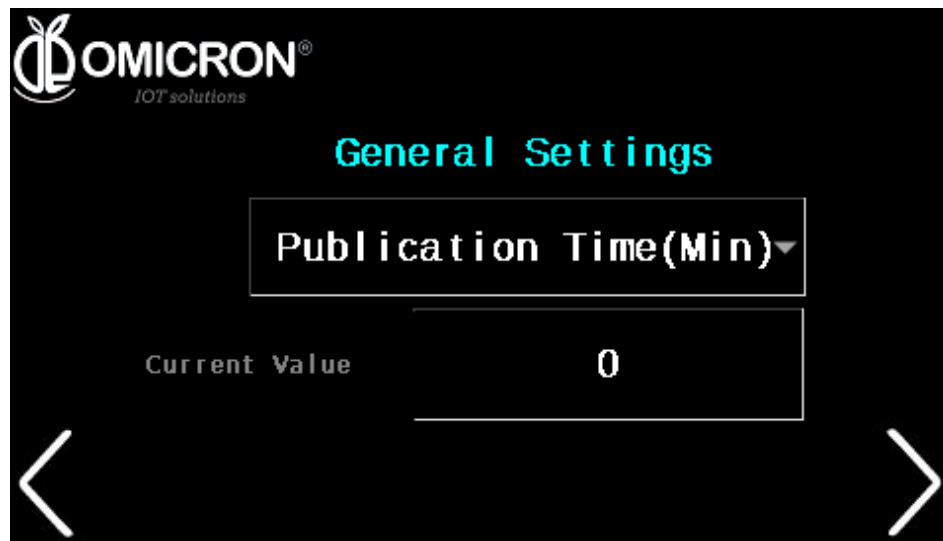 OMICRON®
IOT solutions
General Settings
Publication Time(Min)
Current Value
0